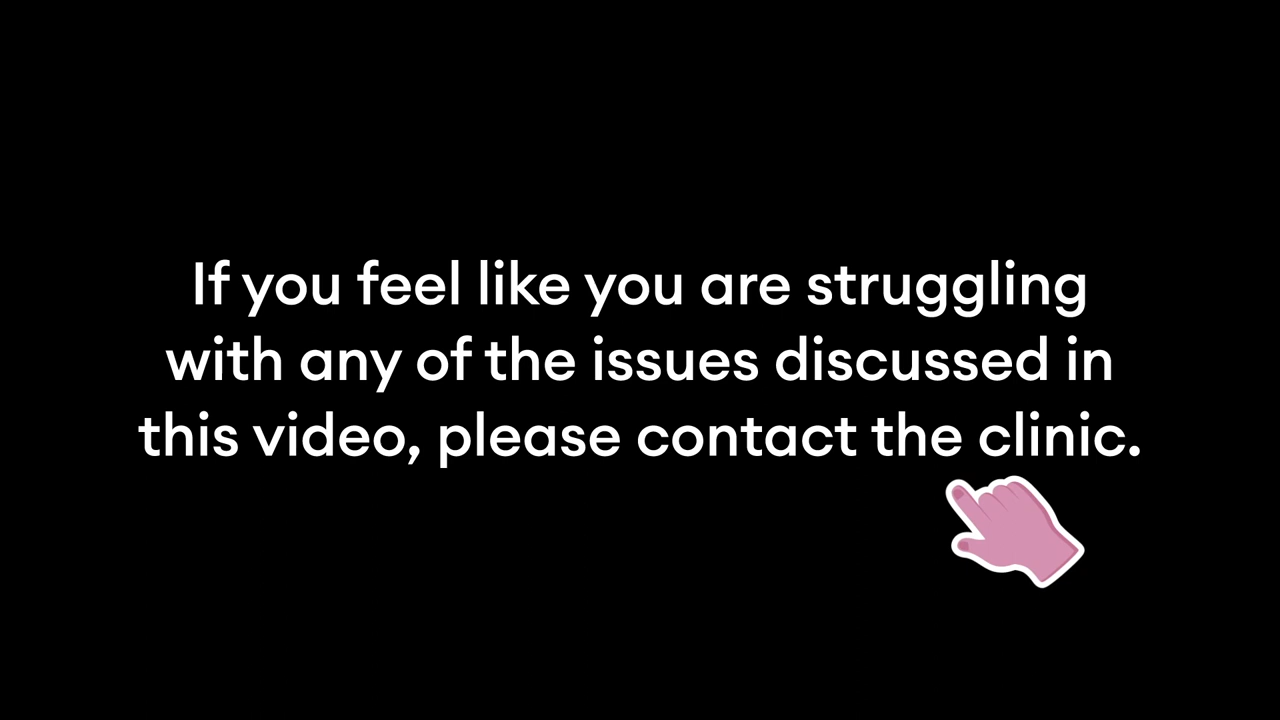 If you feel like you are struggling
with any of the issues discussed in
this video, please contact the clinic.